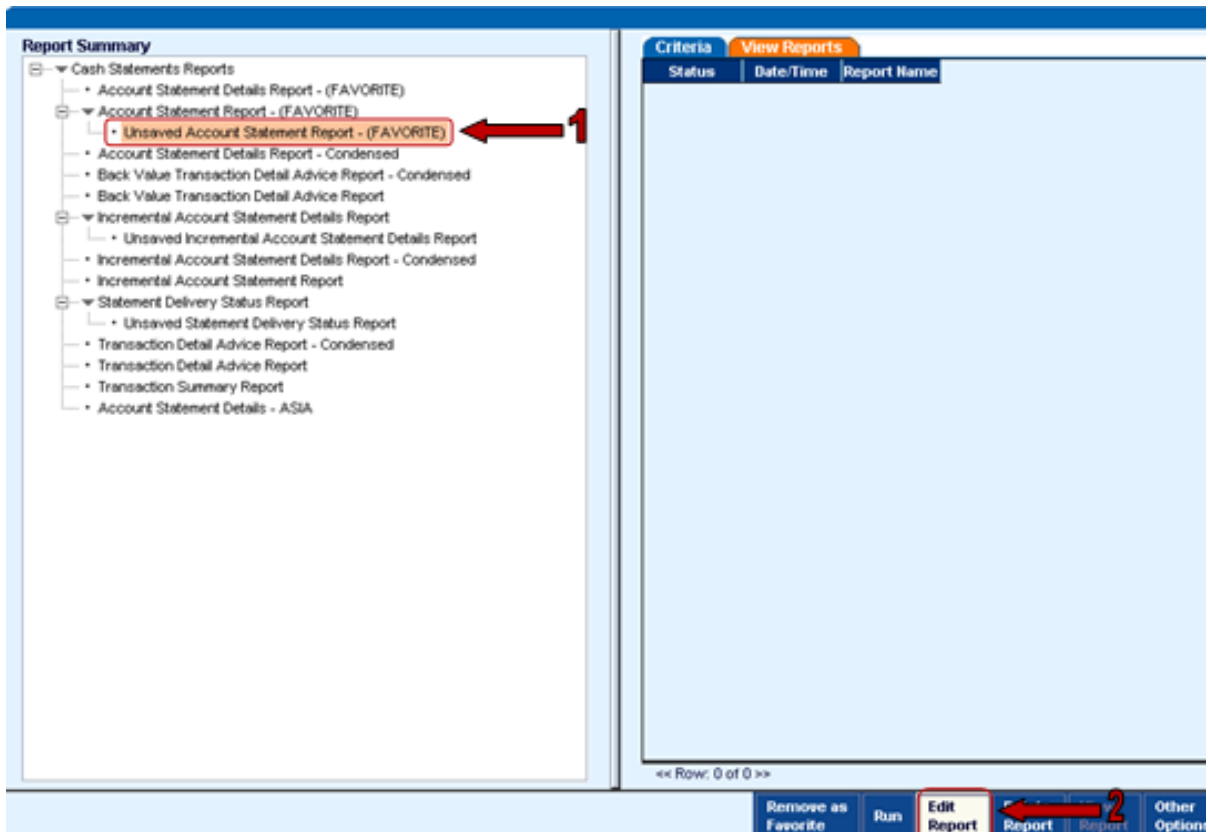 Report Summary
Cash Statements Reports
Account Statement Details Report - (FAVORITE)
Account Statement Report - (FAVORITE)
Unsaved Account Statement Report - (FAVORITE)
1
Account Statement Details Report - Condensed
Back Value Transaction Detail Advice Report - Condensed
Back Value Transaction Detail Advice Report
Incremental Account Statement Details Report
Unsaved Incremental Account Statement Details Report
Incremental Account Statement Details Report - Condensed
Incremental Account Statement Report
Statement Delivery Status Report
Unsaved Statement Delivery Status Report
Transaction Detail Advice Report - Condensed
Transaction Detail Advice Report
Transaction Summary Report
Account Statement Details - ASIA
Criteria View Reports
Status Date/Time Report Name
<< Row: 0 of 0 >>
Remove as
Favorite
Run
Edit
Report
2
Report
Report
Other
Options